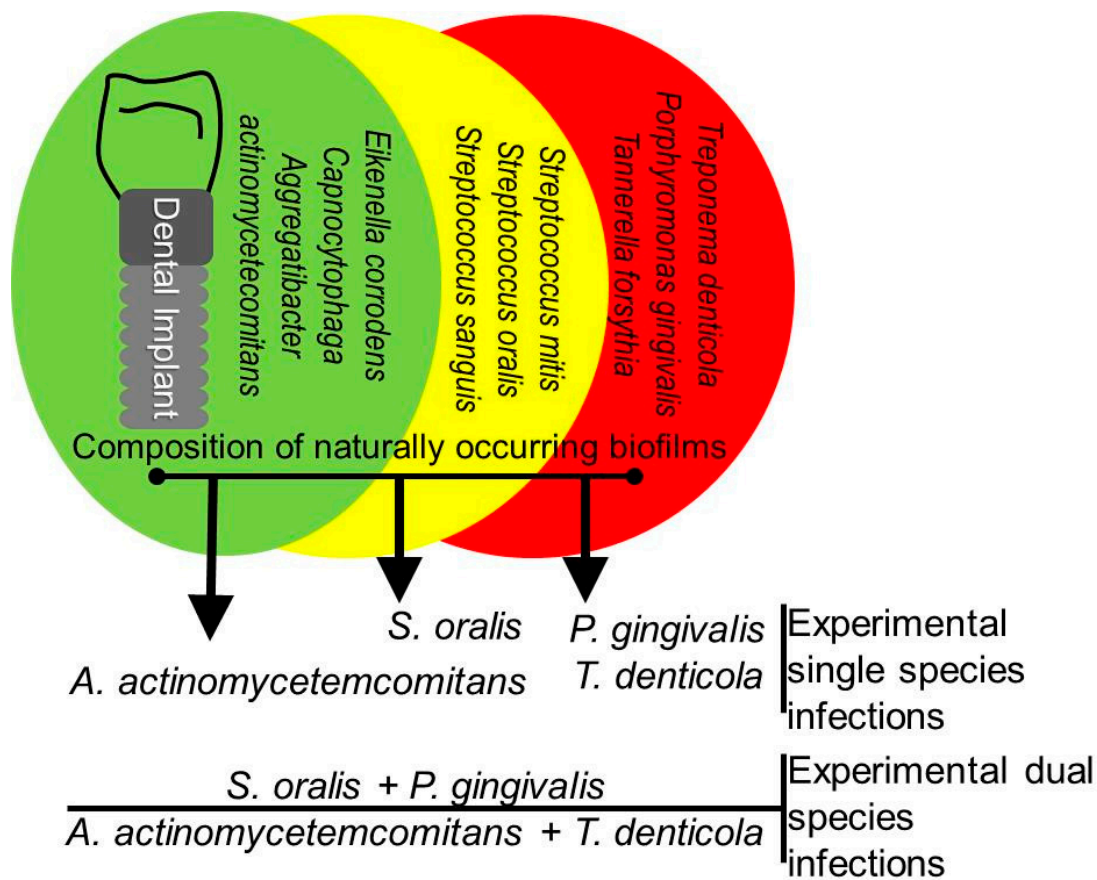 Dental Implant
Eikenella corrodens
Capnocytophaga
Aggregatibacter
actinomycetecomitans
Streptococcus mitis
Streptococcus oralis
Streptococcus sanguis
Treponema denticola
Porphyromonas gingivalis
Tannerella forsythia
Composition of naturally occurring biofilms
S. oralis
A. actinomycetemcomitans
P. gingivalis
T. denticola
Experimental
single species
infections
S. oralis + P. gingivalis
A. actinomycetemcomitans + T. denticola
Experimental dual
species
infections